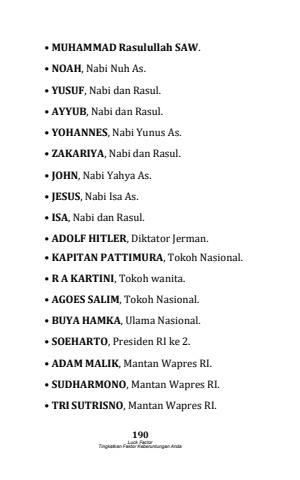 • MUHAMMAD Rasulullah SAW.
• NOAH, Nabi Nuh As.
• YUSUF, Nabi dan Rasul.
• AYYUB, Nabi dan Rasul.
• YOHANNES, Nabi Yunus As.
• ZAKARIYA, Nabi dan Rasul.
• JOHN, Nabi Yahya As.
• JESUS, Nabi Isa As.
• ISA, Nabi dan Rasul.
• ADOLF HITLER, Diktator Jerman.
• KAPITAN PATTIMURA, Tokoh Nasional.
• R A KARTINI, Tokoh wanita.
• AGOES SALIM, Tokoh Nasional.
• BUYA HAMKA, Ulama Nasional.
• SOEHARTO, Presiden RI ke 2.
• ADAM MALIK, Mantan Wapres RI.
• SUDHARMONO, Mantan Wapres RI.
• TRI SUTRISNO, Mantan Wapres RI.
190
Luck Factor
Tingkatkan Faktor Keberuntungan Anda